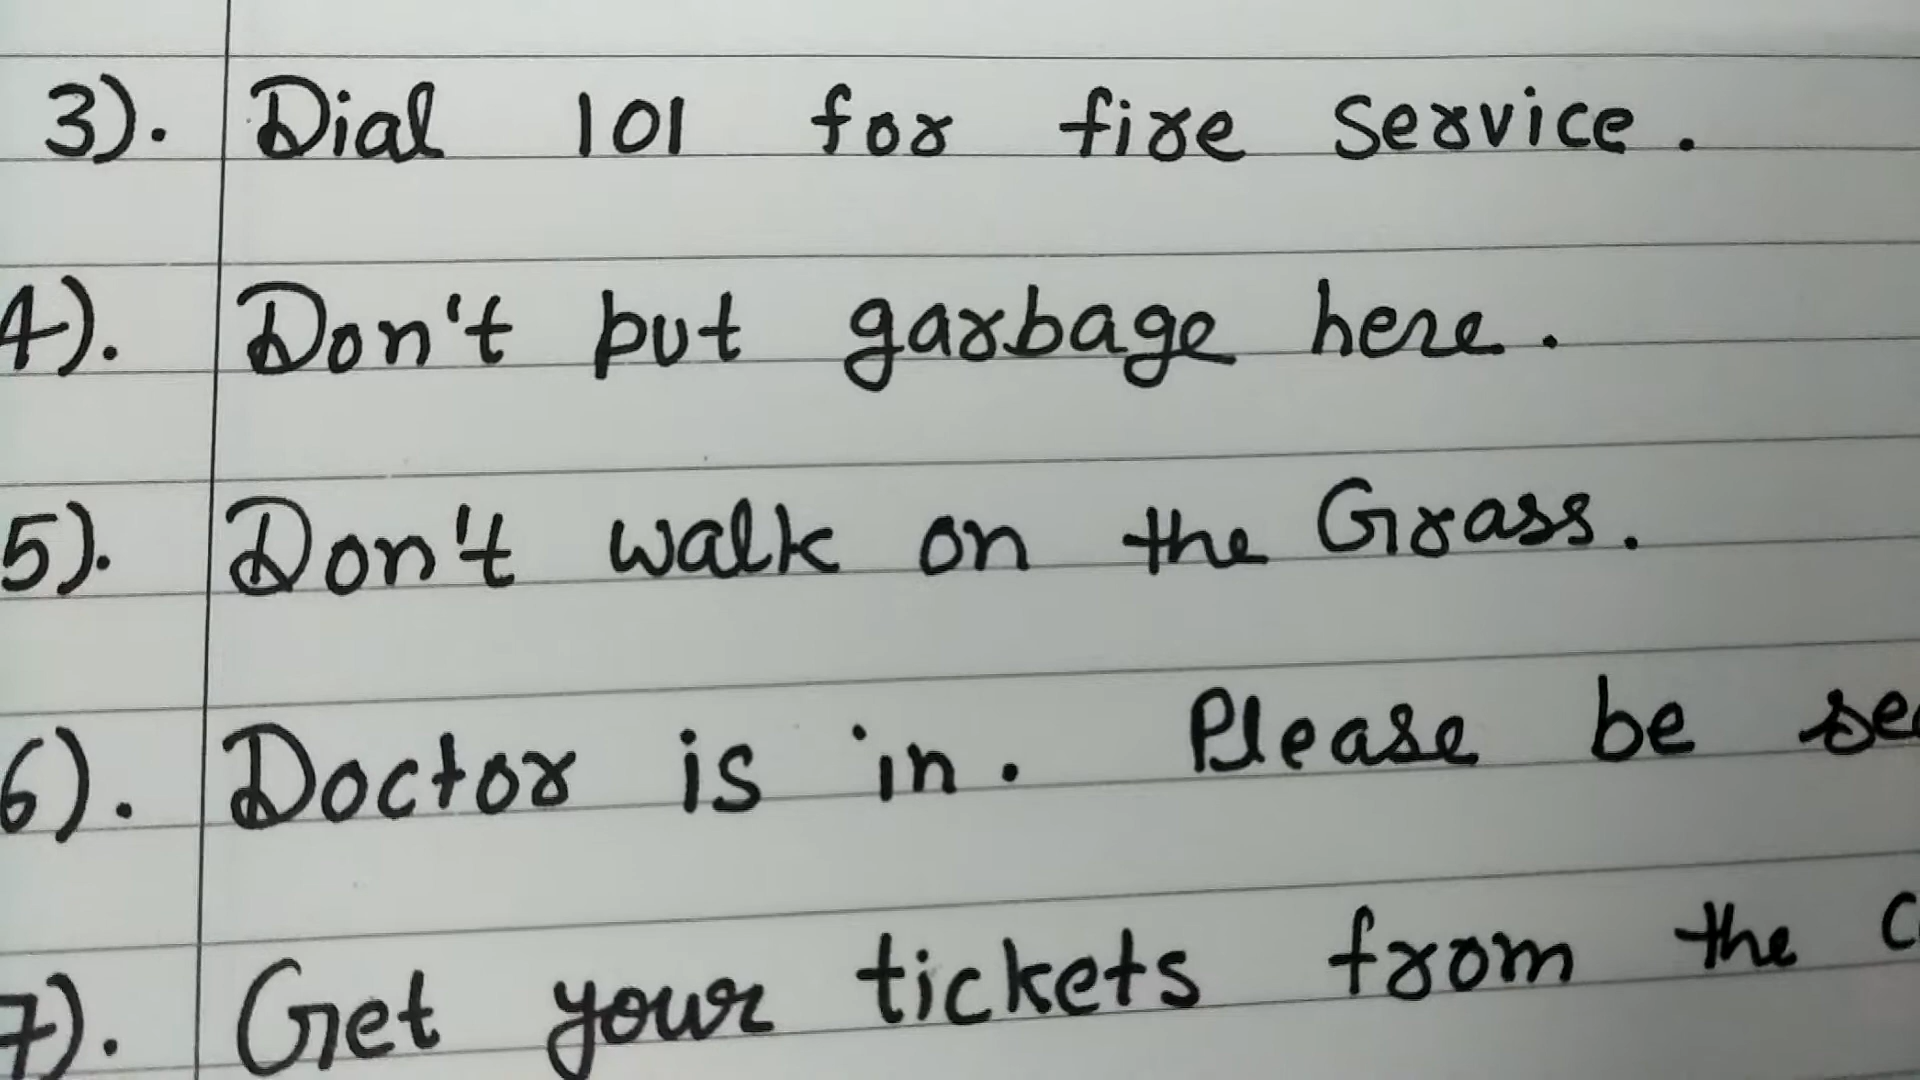 3). Dial 101 for fire Service.
4). Don't put garbage here.
5). Don't walk on the Grass.
6). Doctor is in. Please be
7). Get your tickets from the